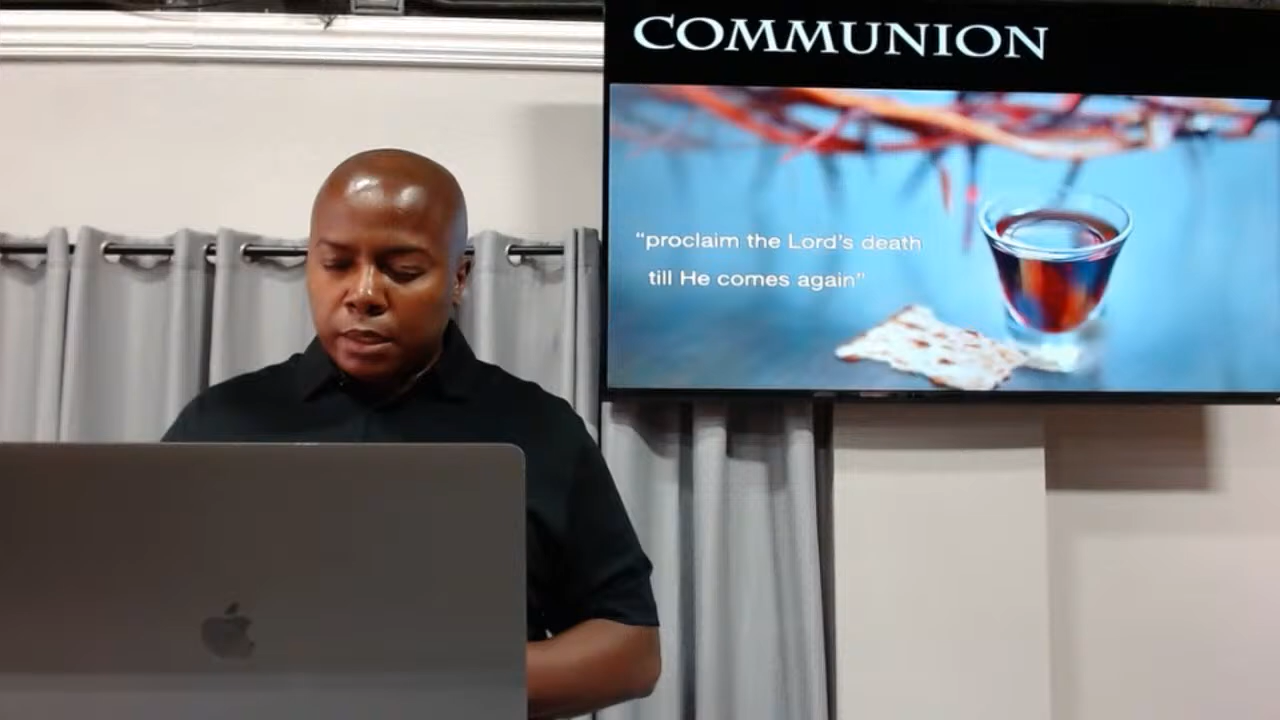 COMMUNION
“proclaim the Lord’s death
till He comes again”